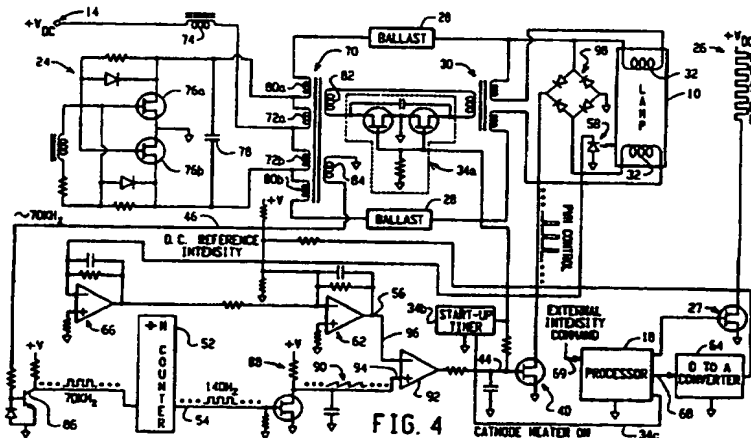 +V DC
14
74
24
76a
76b
78
70
80a
72a
72b
80b
82
84
BALLAST
28
30
34a
BALLAST
28
98
58
32
LAMP
10
32
26
+V DC
PWM CONTROL
~70KHz
46
D.C. REFERENCE
INTENSITY
+V
66
62
56
96
34b
START-UP
TIMER
EXTERNAL
INTENSITY
COMMAND
69
18
PROCESSOR
27
64
D TO A
CONVERTER
68
+V
86
70KHz
÷N
COUNTER
52
54
140Hz
+V
88
90
94
92
44
40
CATHODE HEATER ON
34c
FIG. 4